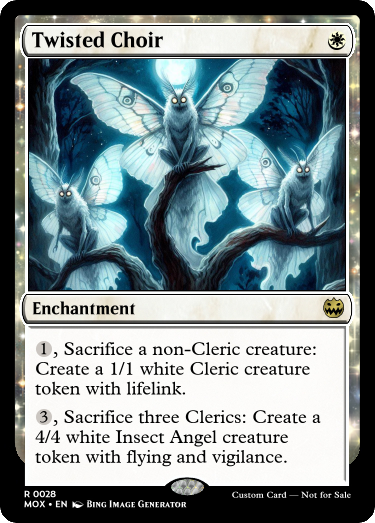 Twisted Choir
Enchantment
1, Sacrifice a non-Cleric creature:
Create a 1/1 white Cleric creature
token with lifelink.
3, Sacrifice three Clerics: Create a
4/4 white Insect Angel creature
token with flying and vigilance.
R 0028
MOX • EN Bing Image Generator
Custom Card — Not for Sale